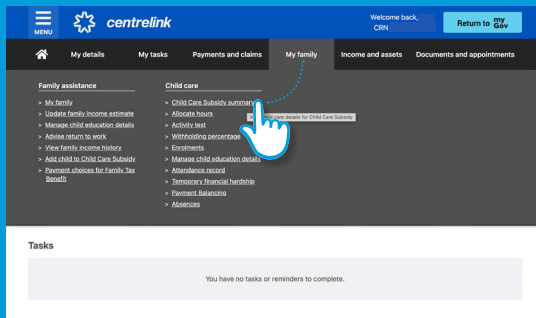 MENU
centrelink
Welcome back,
CRN
Return to my Gov
My details
My tasks
Payments and claims
My family
Income and assets
Documents and appointments
Family assistance
> My family
> Update family income estimate
> Manage child education details
> Advise return to work
> View family income history
> Add child to Child Care Subsidy
> Payment choices for Family Tax
Benefit
Child care
> Child Care Subsidy summary
> Allocate hours
> Activity test
> Withholding percentage
> Enrolments
> Manage child education details
> Attendance record
> Temporary financial hardship
> Payment Balancing
> Absences
care details for Child Care Subsidy
Tasks
You have no tasks or reminders to complete.